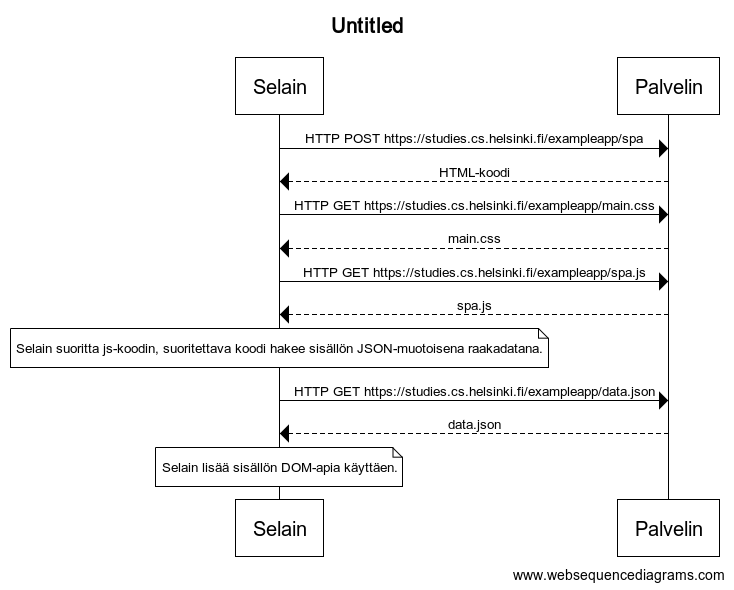 Untitled
Selain
Palvelin
HTTP POST https://studies.cs.helsinki.fi/exampleapp/spa
HTML-koodi
HTTP GET https://studies.cs.helsinki.fi/exampleapp/main.css
main.css
HTTP GET https://studies.cs.helsinki.fi/exampleapp/spa.js
spa.js
Selain suoritta js-koodin, suoritettava koodi hakee sisällön JSON-muotoisena raakadatana.
HTTP GET https://studies.cs.helsinki.fi/exampleapp/data.json
data.json
Selain lisää sisällön DOM-apia käyttäen.
Selain
Palvelin
www.websequencediagrams.com